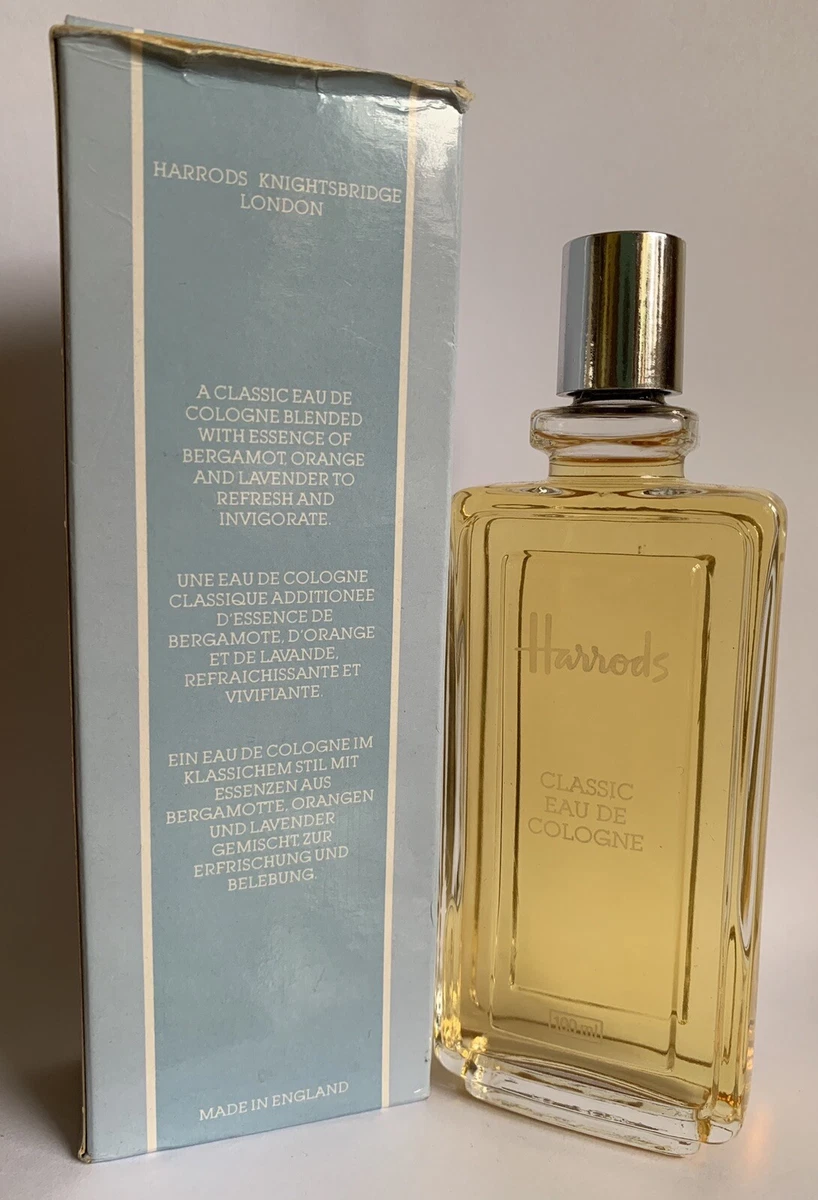 HARRODS KNIGHTSBRIDGE
LONDON
A CLASSIC EAU DE
COLOGNE BLENDED
WITH ESSENCE OF
BERGAMOT, ORANGE
AND LAVENDER TO
REFRESH AND
INVIGORATE.
UNE EAU DE COLOGNE
CLASSIQUE ADDITIONEE
D'ESSENCE DE
BERGAMOTE, D'ORANGE
ET DE LAVANDE,
REFRAICHISSANTE ET
VIVIFIANTE.
EIN EAU DE COLOGNE IM
KLASSICHEM STIL MIT
ESSENZEN AUS
BERGAMOTTE, ORANGEN
UND LAVENDER
GEMISCHT, ZUR
ERFRISCHUNG UND
BELEBUNG.
MADE IN ENGLAND
Harrods
CLASSIC
EAU DE
COLOGNE
100 ml